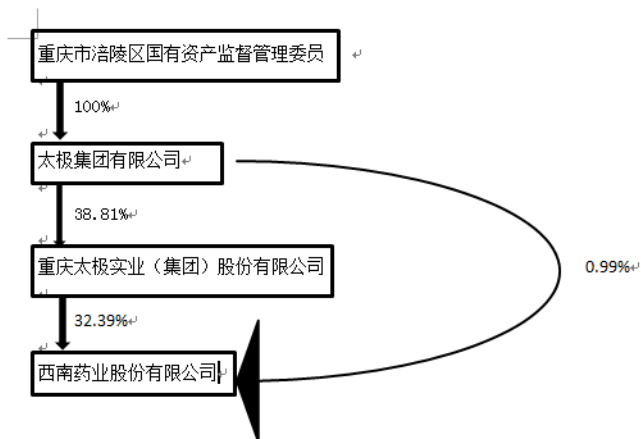 重庆市涪陵区国有资产监督管理委员
100%
太极集团有限公司
38.81%
重庆太极实业（集团）股份有限公司
0.99%
32.39%
西南药业股份有限公司